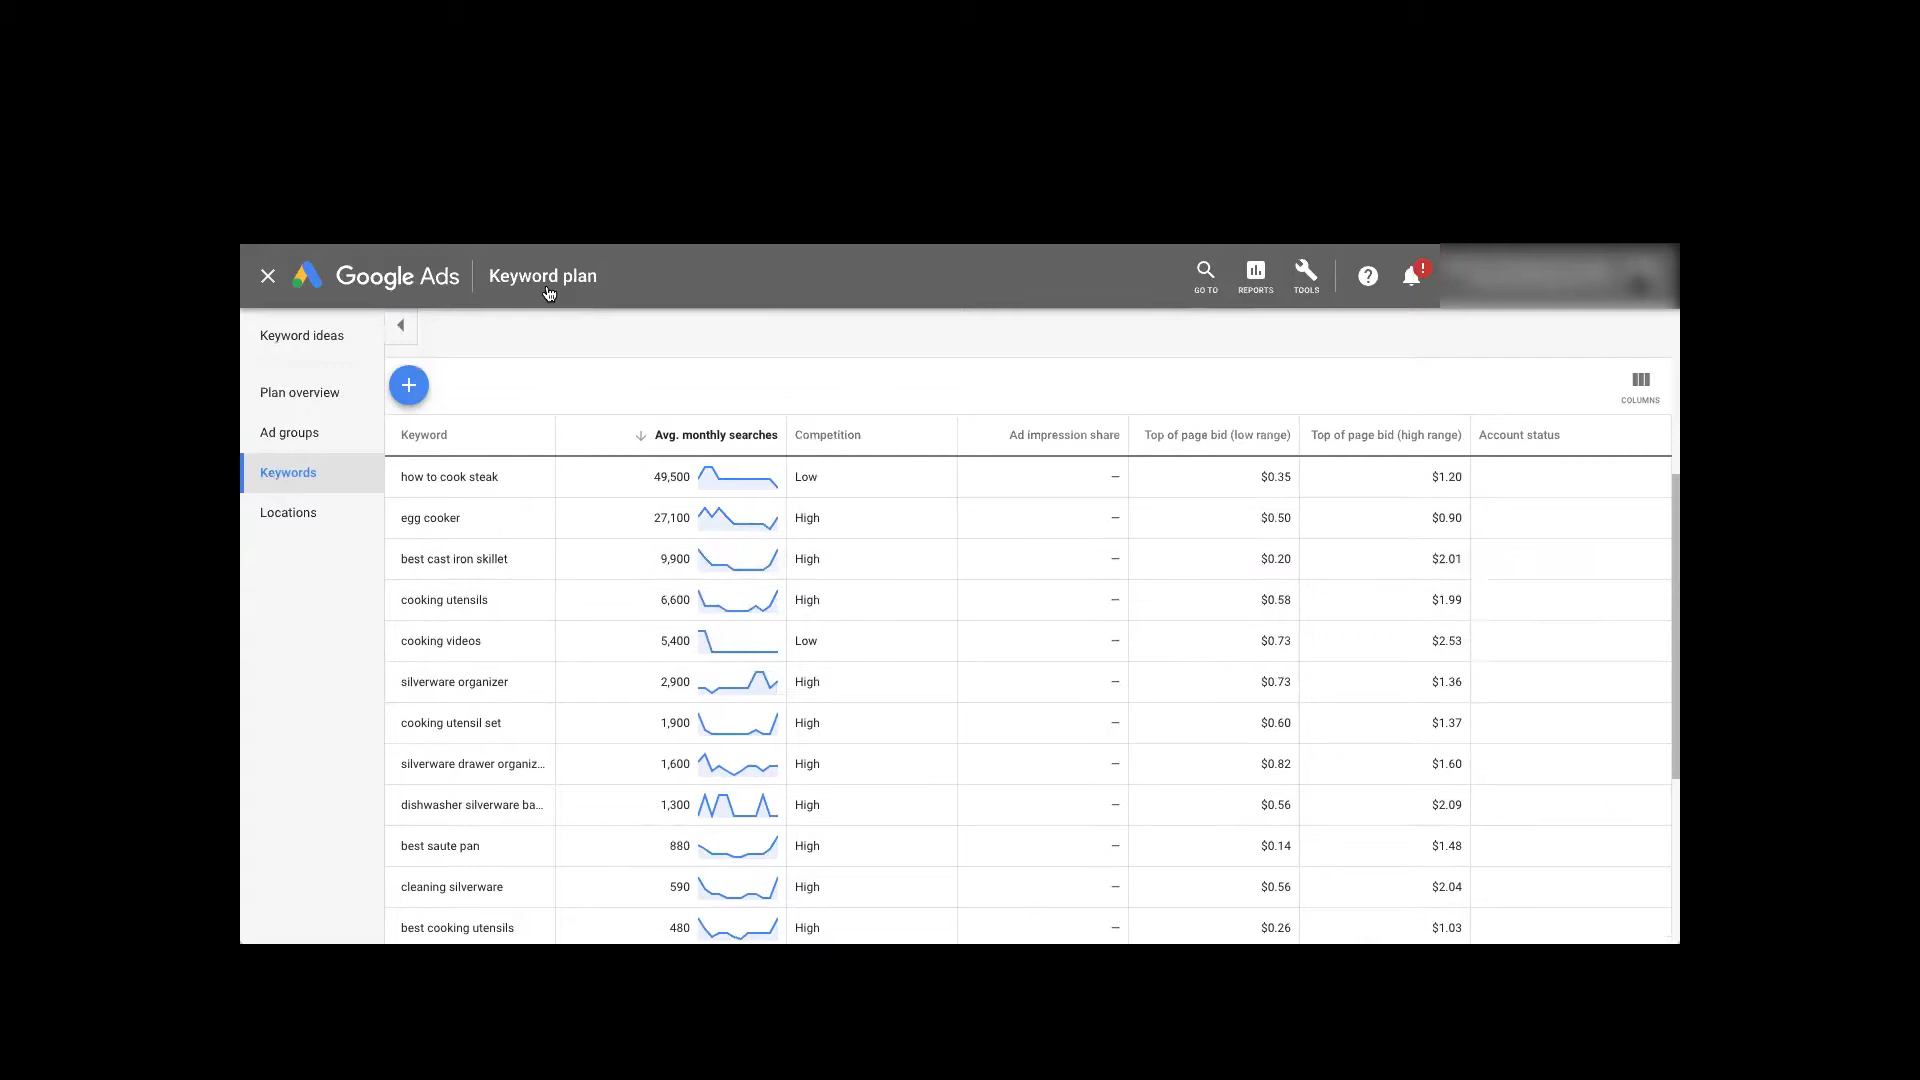 Google Ads Keyword plan GO TO REPORTS TOOLS ? !
Keyword ideas
Plan overview
Ad groups
Keywords
Locations
COLUMNS
Keyword Avg. monthly searches Competition Ad impression share Top of page bid (low range) Top of page bid (high range) Account status
how to cook steak 49,500 Low – $0.35 $1.20
egg cooker 27,100 High – $0.50 $0.90
best cast iron skillet 9,900 High – $0.20 $2.01
cooking utensils 6,600 High – $0.58 $1.99
cooking videos 5,400 Low – $0.73 $2.53
silverware organizer 2,900 High – $0.73 $1.36
cooking utensil set 1,900 High – $0.60 $1.37
silverware drawer organiz... 1,600 High – $0.82 $1.60
dishwasher silverware ba... 1,300 High – $0.56 $2.09
best saute pan 880 High – $0.14 $1.48
cleaning silverware 590 High – $0.56 $2.04
best cooking utensils 480 High – $0.26 $1.03